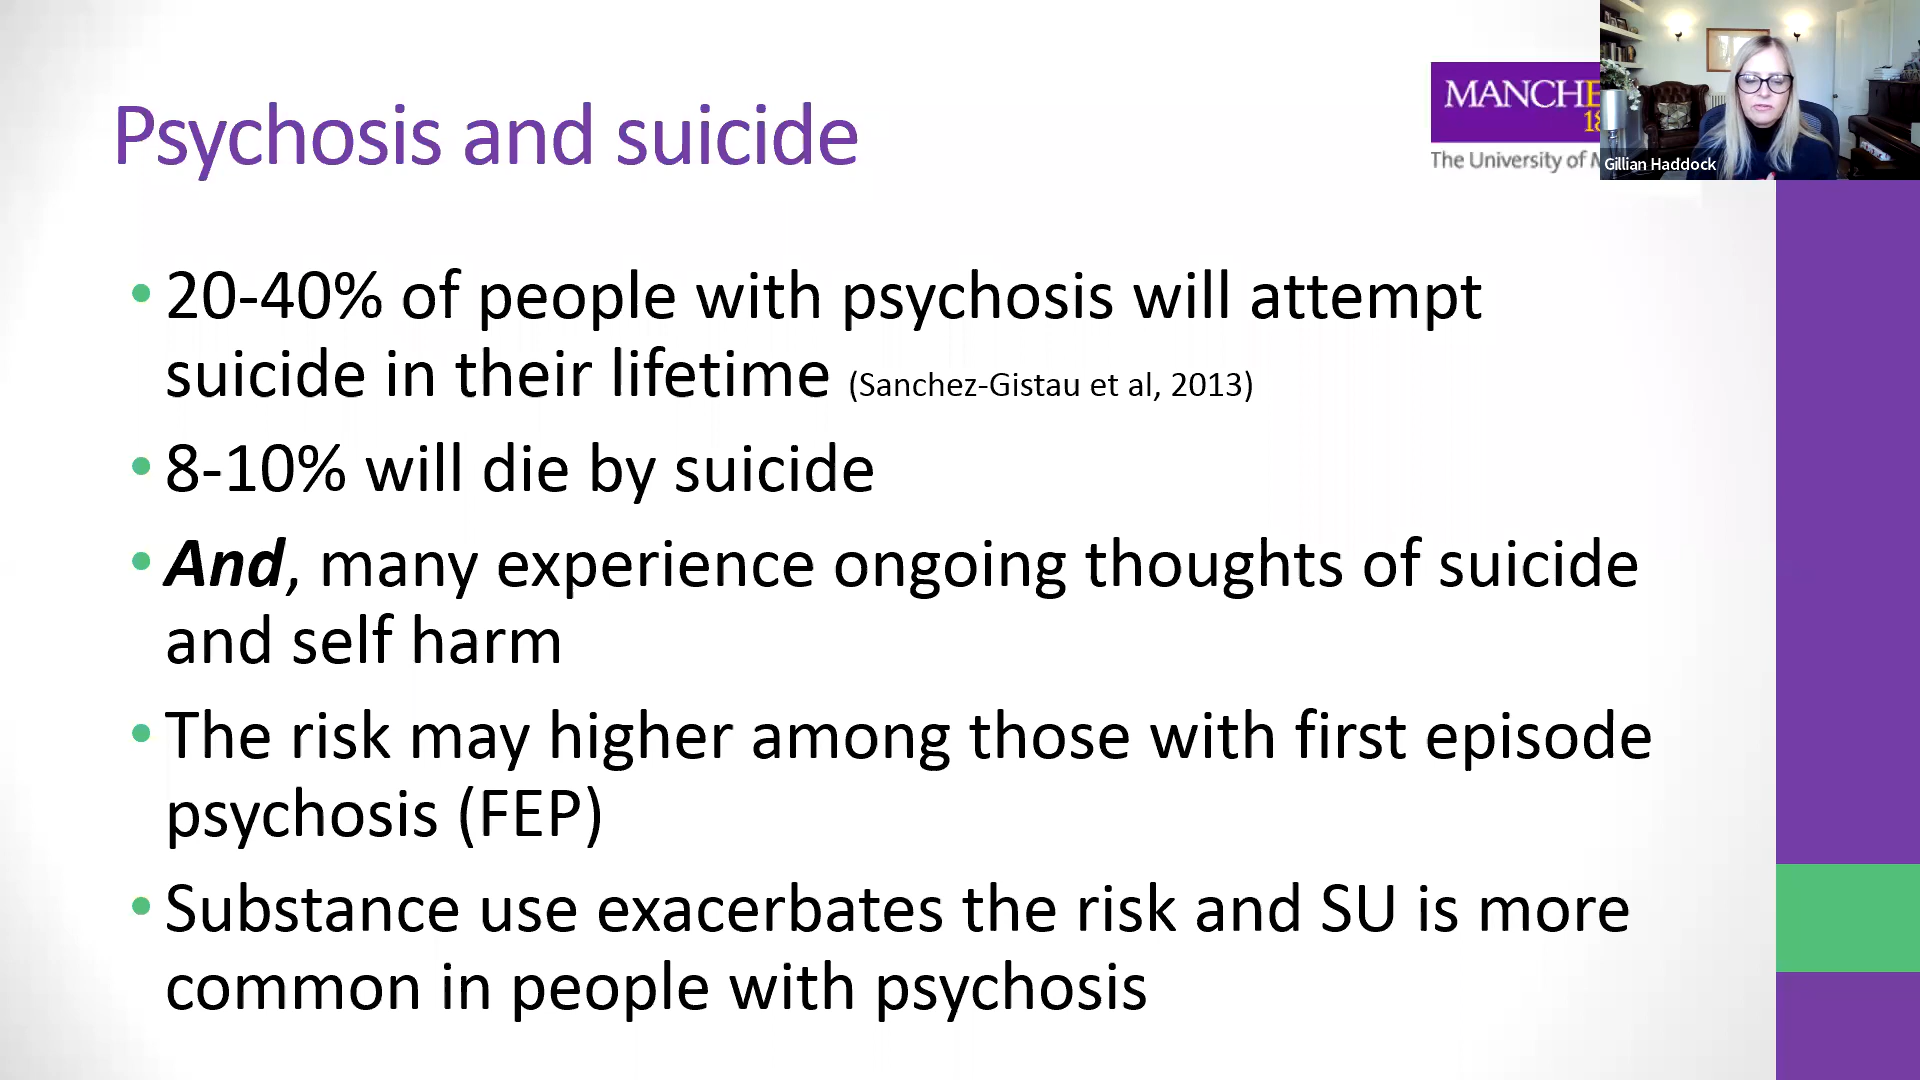 Psychosis and suicide
MANCHE
18
The University of M
Gillian Haddock
•20-40% of people with psychosis will attempt
suicide in their lifetime (Sanchez-Gistau et al, 2013)
•8-10% will die by suicide
•And, many experience ongoing thoughts of suicide
and self harm
•The risk may higher among those with first episode
psychosis (FEP)
•Substance use exacerbates the risk and SU is more
common in people with psychosis